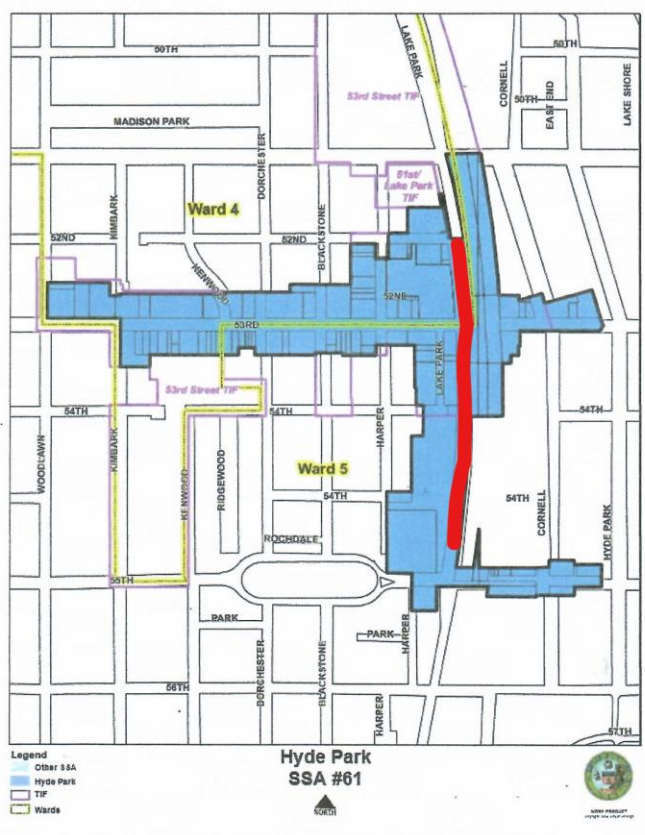 50TH
LAKE PARK
50TH
53rd Street TIF
CORNELL
50TH
EAST END
LAKE SHORE
MADISON PARK
DORCHESTER
51st/
Lake Park
TIF
KIMBARK
Ward 4
BLACKSTONE
52ND
52ND
KENWOOD
52ND
53RD
LAKE PARK
53rd Street TIF
54TH
54TH
54TH
HARPER
WOODLAWN
KIMBARK
KENWOOD
RIDGEWOOD
Ward 5
54TH
54TH
CORNELL
HYDE PARK
ROCHDALE
55TH
PARK
PARK
HARPER
DORCHESTER
BLACKSTONE
56TH
HARPER
57TH
Legend
Other SSA
Hyde Park
TIF
Wards
Hyde Park
SSA #61
NORTH